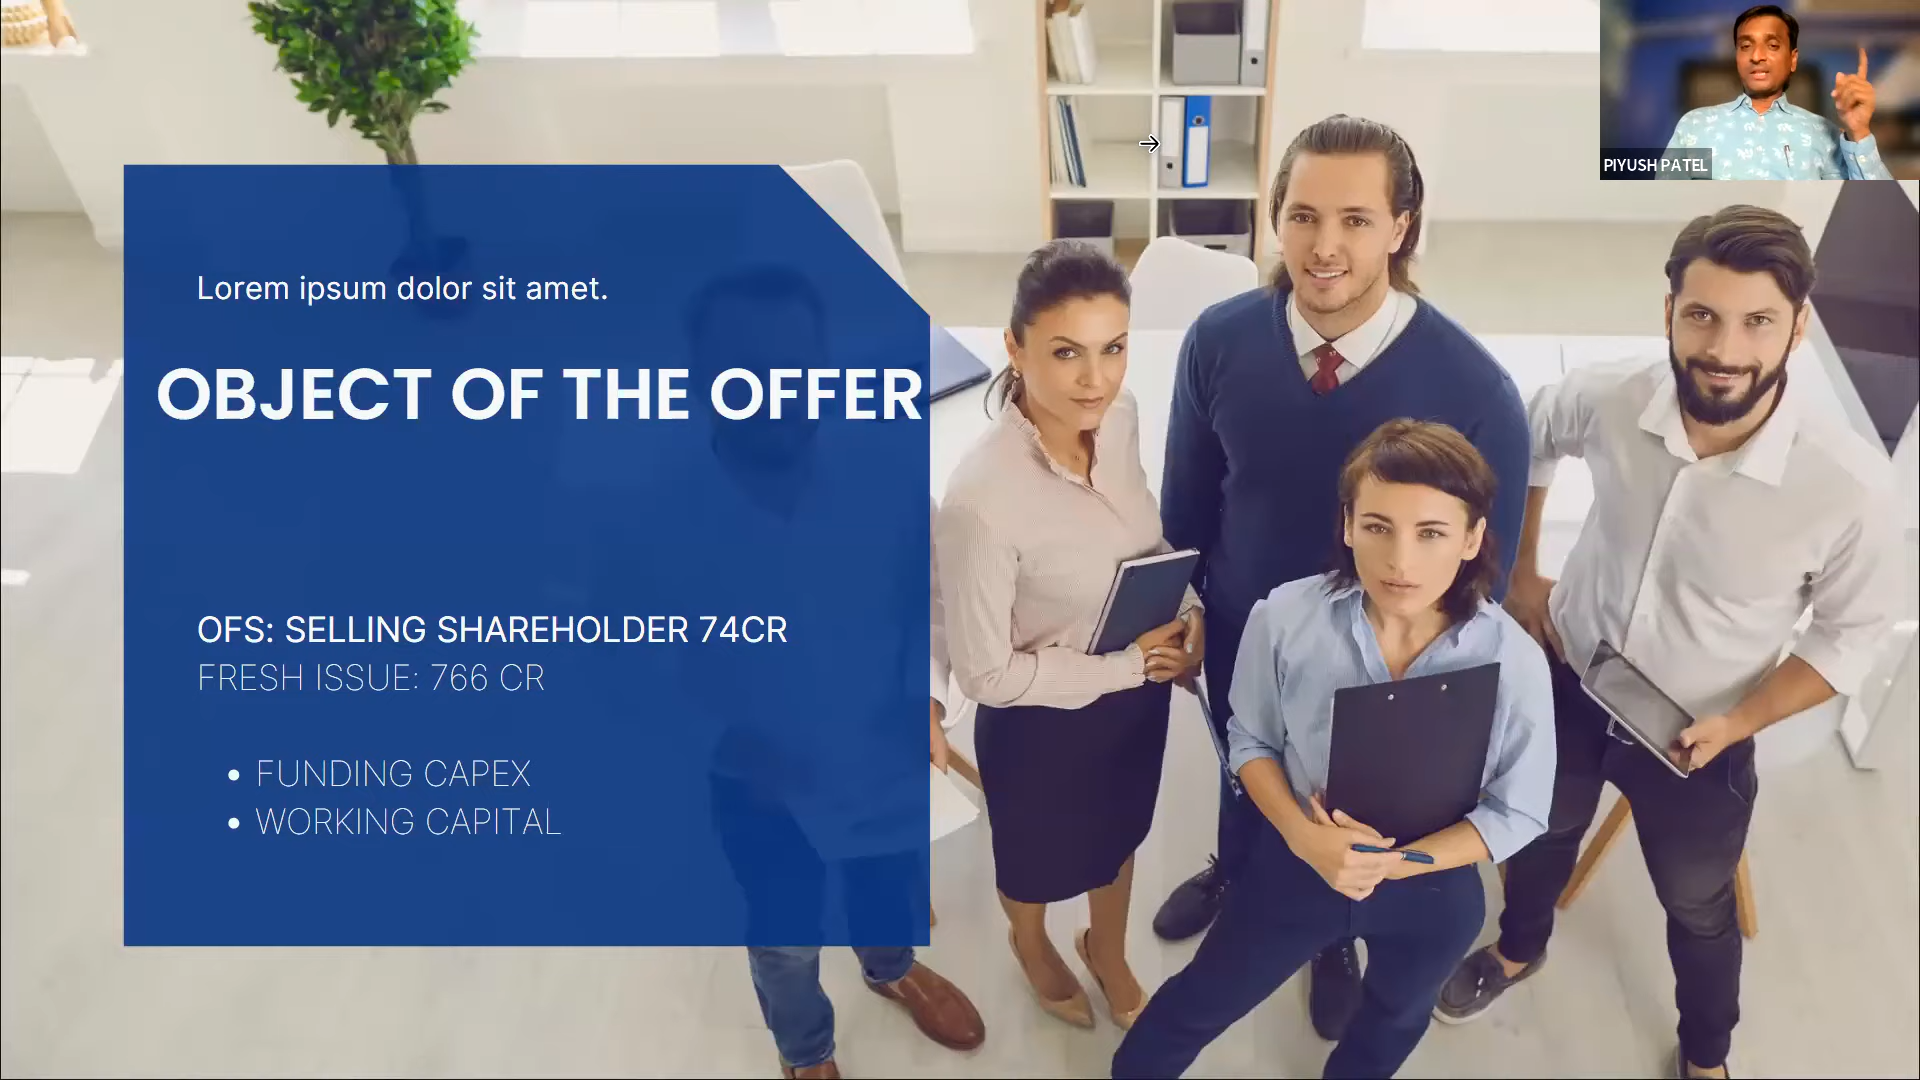 PIYUSH PATEL
Lorem ipsum dolor sit amet.
OBJECT OF THE OFFER
OFS: SELLING SHAREHOLDER 74CR
FRESH ISSUE: 766 CR
• FUNDING CAPEX
• WORKING CAPITAL